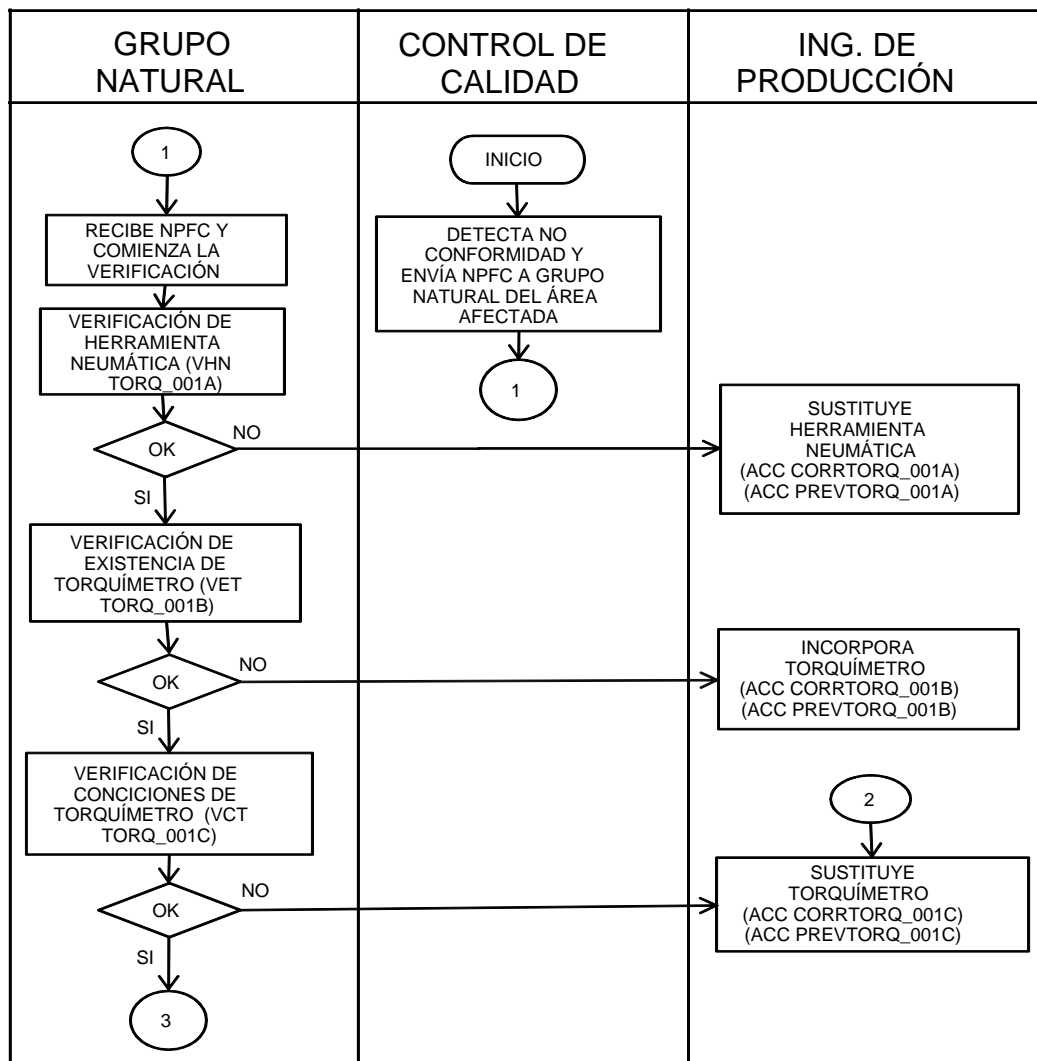 GRUPO
NATURAL
CONTROL DE
CALIDAD
ING. DE
PRODUCCIÓN
1
RECIBE NPFC Y
COMIENZA LA
VERIFICACIÓN
VERIFICACIÓN DE
HERRAMIENTA
NEUMÁTICA (VHN
TORQ_001A)
OK
NO
SI
VERIFICACIÓN DE
EXISTENCIA DE
TORQUÍMETRO (VET
TORQ_001B)
OK
NO
SI
VERIFICACIÓN DE
CONCICIONES DE
TORQUÍMETRO (VCT
TORQ_001C)
OK
NO
SI
3
INICIO
DETECTA NO
CONFORMIDAD Y
ENVÍA NPFC A GRUPO
NATURAL DEL ÁREA
AFECTADA
1
SUSTITUYE
HERRAMIENTA
NEUMÁTICA
(ACC CORRTORQ_001A)
(ACC PREVTORQ_001A)
INCORPORA
TORQUÍMETRO
(ACC CORRTORQ_001B)
(ACC PREVTORQ_001B)
2
SUSTITUYE
TORQUÍMETRO
(ACC CORRTORQ_001C)
(ACC PREVTORQ_001C)